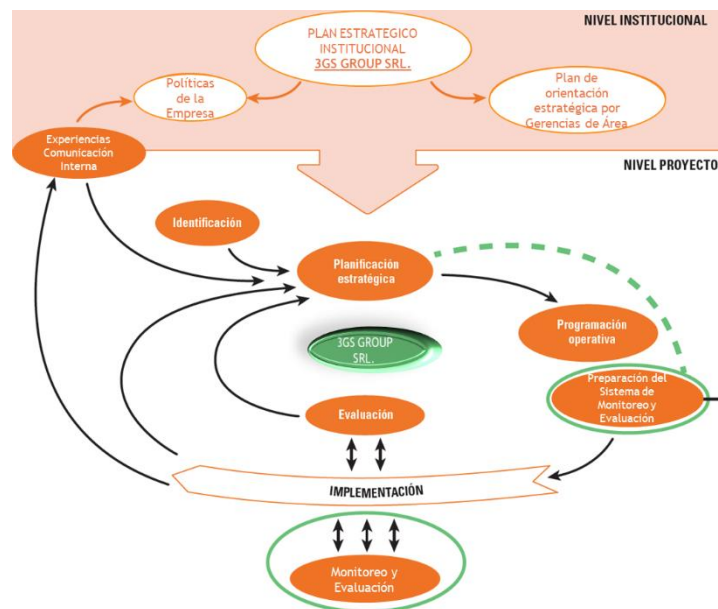 NIVEL INSTITUCIONAL
PLAN ESTRATEGICO
INSTITUCIONAL
3GS GROUP SRL.
Políticas
de la
Empresa
Plan de
orientación
estratégica por
Gerencias de Área
Experiencias
Comunicación
Interna
NIVEL PROYECTO
Identificación
Planificación
estratégica
Programación
operativa
3GS GROUP
SRL.
Preparación del
Sistema de
Monitoreo y
Evaluación
Evaluación
IMPLEMENTACIÓN
Monitoreo y
Evaluación